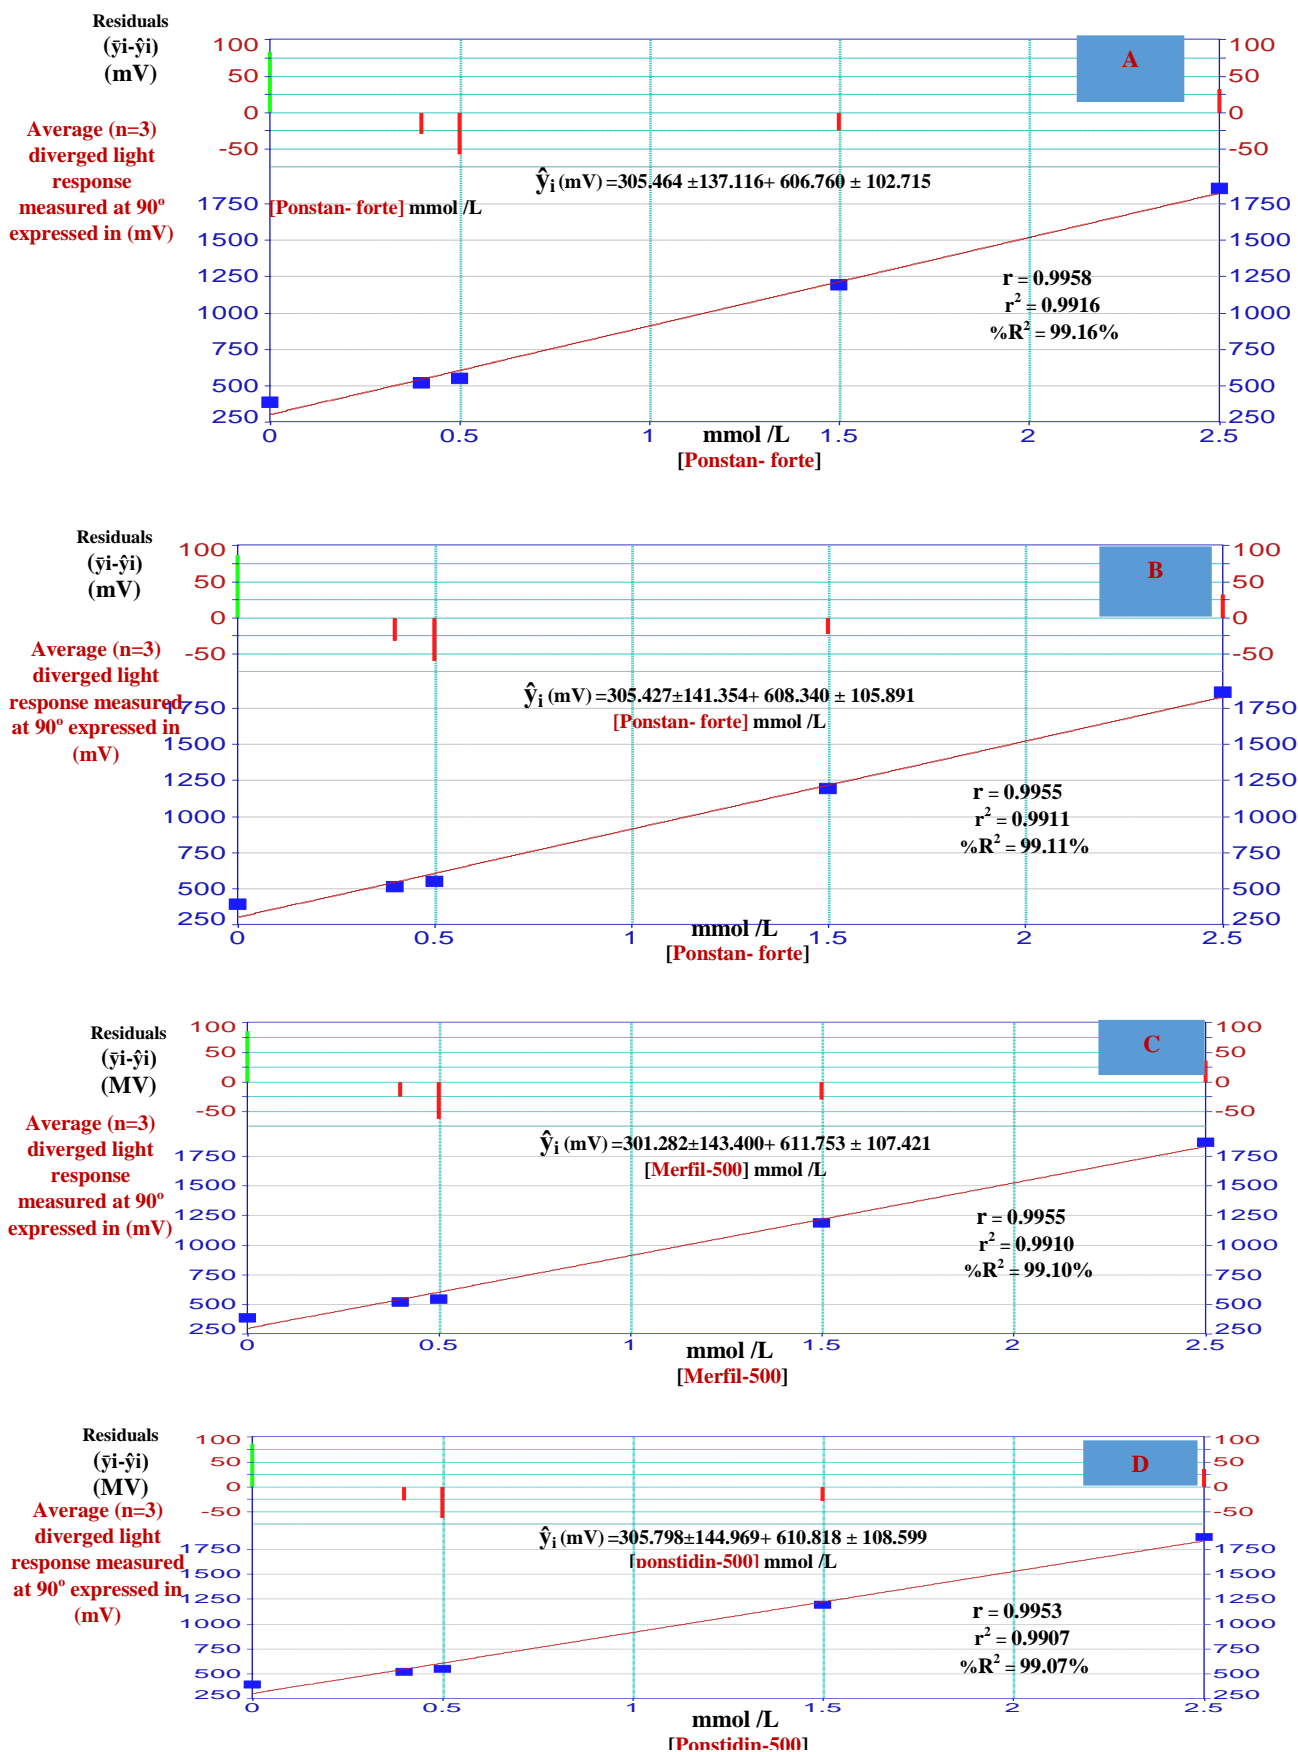 Residuals
(ȳi-ŷi)
(mV)
Average (n=3)
diverged light
response
measured at 90°
expressed in (mV)
100
50
0
-50
1750
1500
1250
1000
750
500
250
100
50
0
-50
1750
1500
1250
1000
750
500
250
A
ŷi (mV) =305.464 ±137.116+ 606.760 ± 102.715
[Ponstan- forte] mmol /L
r = 0.9958
r² = 0.9916
%R² = 99.16%
0 0.5 1 1.5 2 2.5
mmol /L
[Ponstan- forte]
Residuals
(ȳi-ŷi)
(mV)
Average (n=3)
diverged light
response measured
at 90° expressed in
(mV)
100
50
0
-50
1750
1500
1250
1000
750
500
250
100
50
0
-50
1750
1500
1250
1000
750
500
250
B
ŷi (mV) =305.427±141.354+ 608.340 ± 105.891
[Ponstan- forte] mmol /L
r = 0.9955
r² = 0.9911
%R² = 99.11%
0 0.5 1 1.5 2 2.5
mmol /L
[Ponstan- forte]
Residuals
(ȳi-ŷi)
(MV)
Average (n=3)
diverged light
response
measured at 90°
expressed in (mV)
100
50
0
-50
1750
1500
1250
1000
750
500
250
100
50
0
-50
1750
1500
1250
1000
750
500
250
C
ŷi (mV) =301.282±143.400+ 611.753 ± 107.421
[Merfil-500] mmol /L
r = 0.9955
r² = 0.9910
%R² = 99.10%
0 0.5 1 1.5 2 2.5
mmol /L
[Merfil-500]
Residuals
(ȳi-ŷi)
(MV)
Average (n=3)
diverged light
response measured
at 90° expressed in
(mV)
100
50
0
-50
1750
1500
1250
1000
750
500
250
100
50
0
-50
1750
1500
1250
1000
750
500
250
D
ŷi (mV) =305.798±144.969+ 610.818 ± 108.599
[ponstidin-500] mmol /L
r = 0.9953
r² = 0.9907
%R² = 99.07%
0 0.5 1 1.5 2 2.5
mmol /L
[Ponstidin-500]